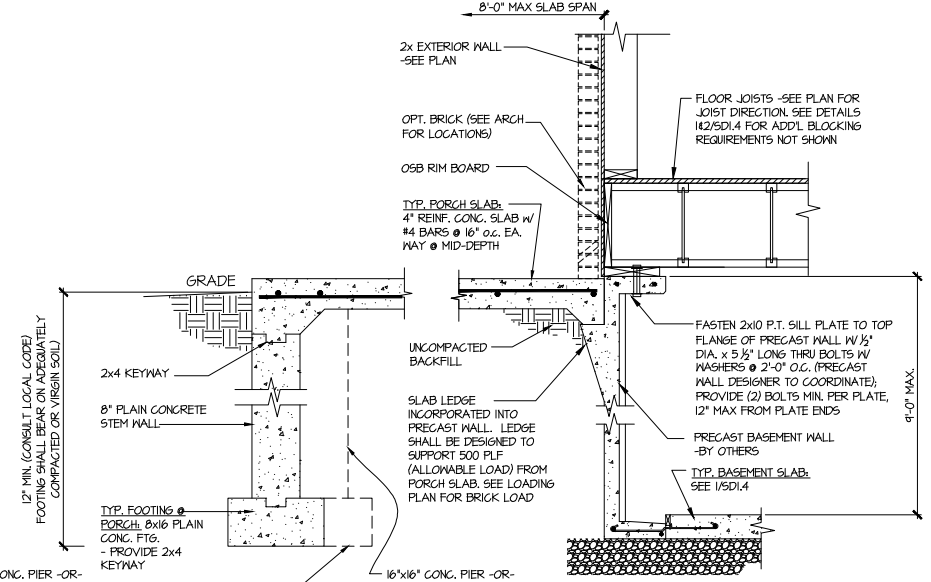 8'-0" MAX SLAB SPAN
2x EXTERIOR WALL
-SEE PLAN
OPT. BRICK (SEE ARCH
FOR LOCATIONS)
OSB RIM BOARD
TYP. PORCH SLAB:
4" REINF. CONC. SLAB W/
#4 BARS @ 16" O.C. EA.
WAY @ MID-DEPTH
FLOOR JOISTS -SEE PLAN FOR
JOIST DIRECTION. SEE DETAILS
1&2/SD1.4 FOR ADD'L BLOCKING
REQUIREMENTS NOT SHOWN
GRADE
12" MIN. (CONSULT LOCAL CODE)
FOOTING SHALL BEAR ON ADEQUATELY
COMPACTED OR VIRGIN SOIL)
2x4 KEYWAY
8" PLAIN CONCRETE
STEM WALL
TYP. FOOTING @
PORCH: 8x16 PLAIN
CONC. FTG.
- PROVIDE 2x4
KEYWAY
UNCOMPACTED
BACKFILL
SLAB LEDGE
INCORPORATED INTO
PRECAST WALL. LEDGE
SHALL BE DESIGNED TO
SUPPORT 500 PLF
(ALLOWABLE LOAD) FROM
PORCH SLAB. SEE LOADING
PLAN FOR BRICK LOAD
FASTEN 2x10 P.T. SILL PLATE TO TOP
FLANGE OF PRECAST WALL W/ ½"
DIA. x 5 ½" LONG THRU BOLTS W/
WASHERS @ 2'-0" O.C. (PRECAST
WALL DESIGNER TO COORDINATE);
PROVIDE (2) BOLTS MIN. PER PLATE,
12" MAX FROM PLATE ENDS
PRECAST BASEMENT WALL
-BY OTHERS
TYP. BASEMENT SLAB:
SEE 1/SD1.4
9'-0" MAX.
CONC. PIER -OR-
16"x16" CONC. PIER -OR-